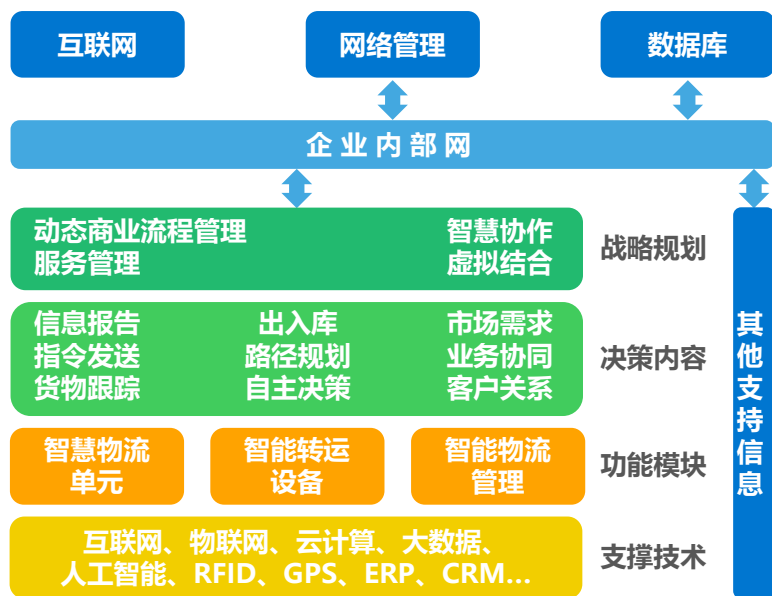 互联网
网络管理
数据库
企业内部网
动态商业流程管理
服务管理
智慧协作
虚拟结合
战略规划
信息报告
指令发送
货物跟踪
出入库
路径规划
自主决策
市场需求
业务协同
客户关系
决策内容
智慧物流
单元
智能转运
设备
智能物流
管理
功能模块
互联网、物联网、云计算、大数据、
人工智能、RFID、GPS、ERP、CRM...
支撑技术
其他支持信息